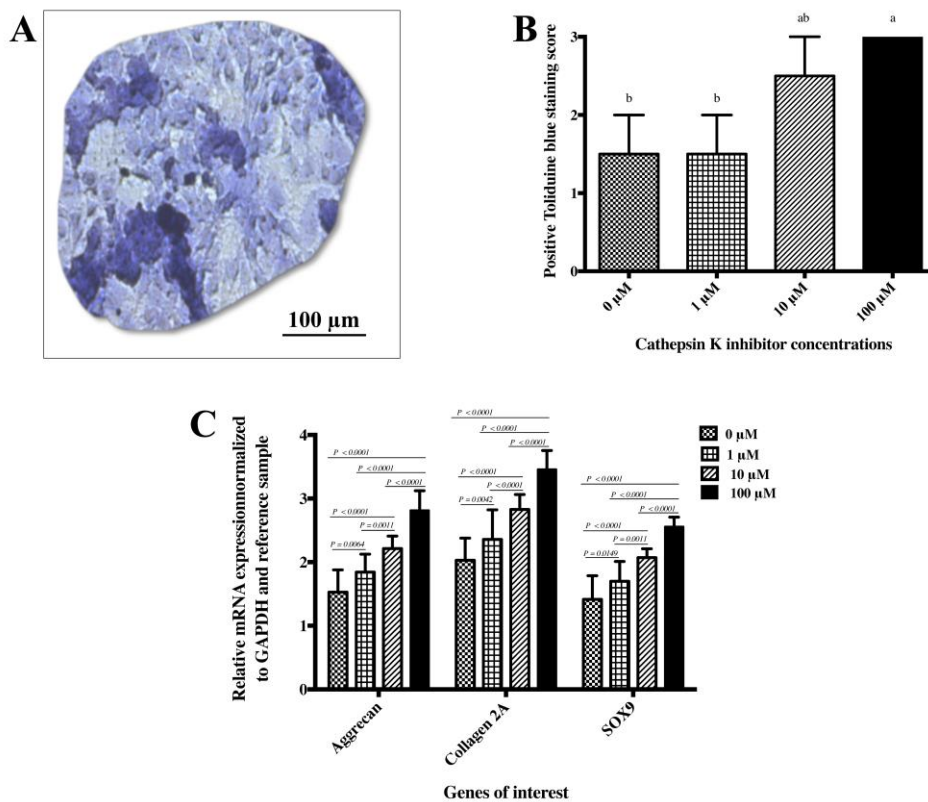 A
100 µm
B
Positive Toliduine blue staining score
3
2
1
0
b
b
ab
a
0 µM
1 µM
10 µM
100 µM
Cathepsin K inhibitor concentrations
C
Relative mRNA expressionnormalized
to GAPDH and reference sample
4
3
2
1
0
P <0.0001
P <0.0001
P <0.0001
P <0.0001
P = 0.0011
P = 0.0064
P <0.0001
P <0.0001
P <0.0001
P <0.0001
P <0.0001
P = 0.0042
P <0.0001
P <0.0001
P <0.0001
P <0.0001
P = 0.0011
P = 0.0149
0 µM
1 µM
10 µM
100 µM
Aggrecan
Collagen 2A
SOX9
Genes of interest